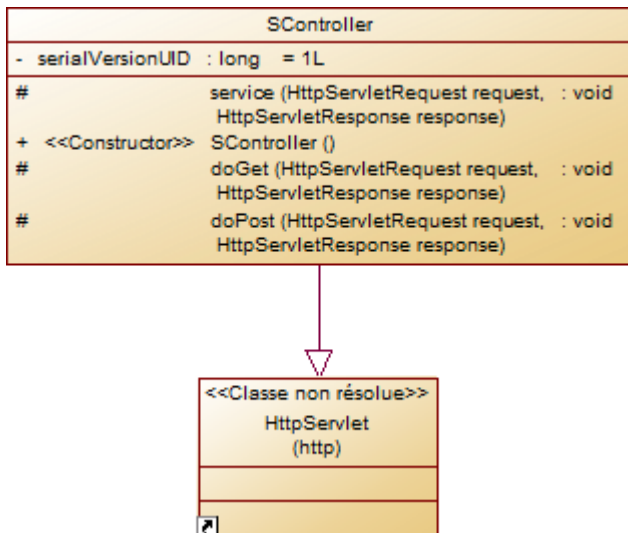 SController
- serialVersionUID : long = 1L
# service (HttpServletRequest request, : void
HttpServletResponse response)
+ <<Constructor>> SController ()
# doGet (HttpServletRequest request, : void
HttpServletResponse response)
# doPost (HttpServletRequest request, : void
HttpServletResponse response)
<<Classe non résolue>>
HttpServlet
(http)